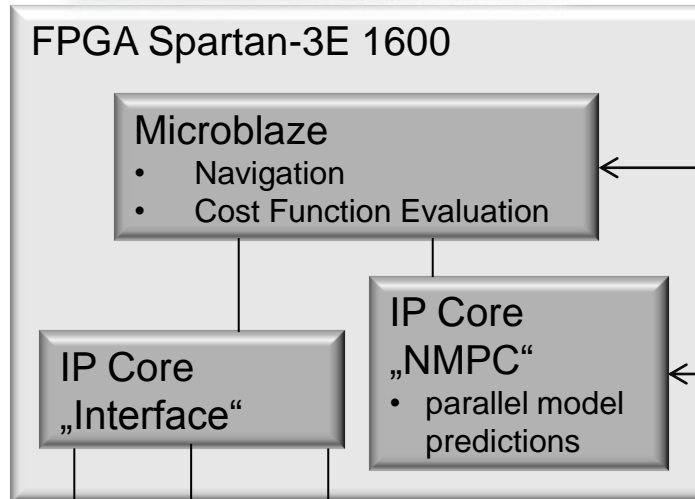 FPGA Spartan-3E 1600
Microblaze
• Navigation
• Cost Function Evaluation
IP Core
„Interface“
IP Core
„NMPC“
• parallel model
predictions